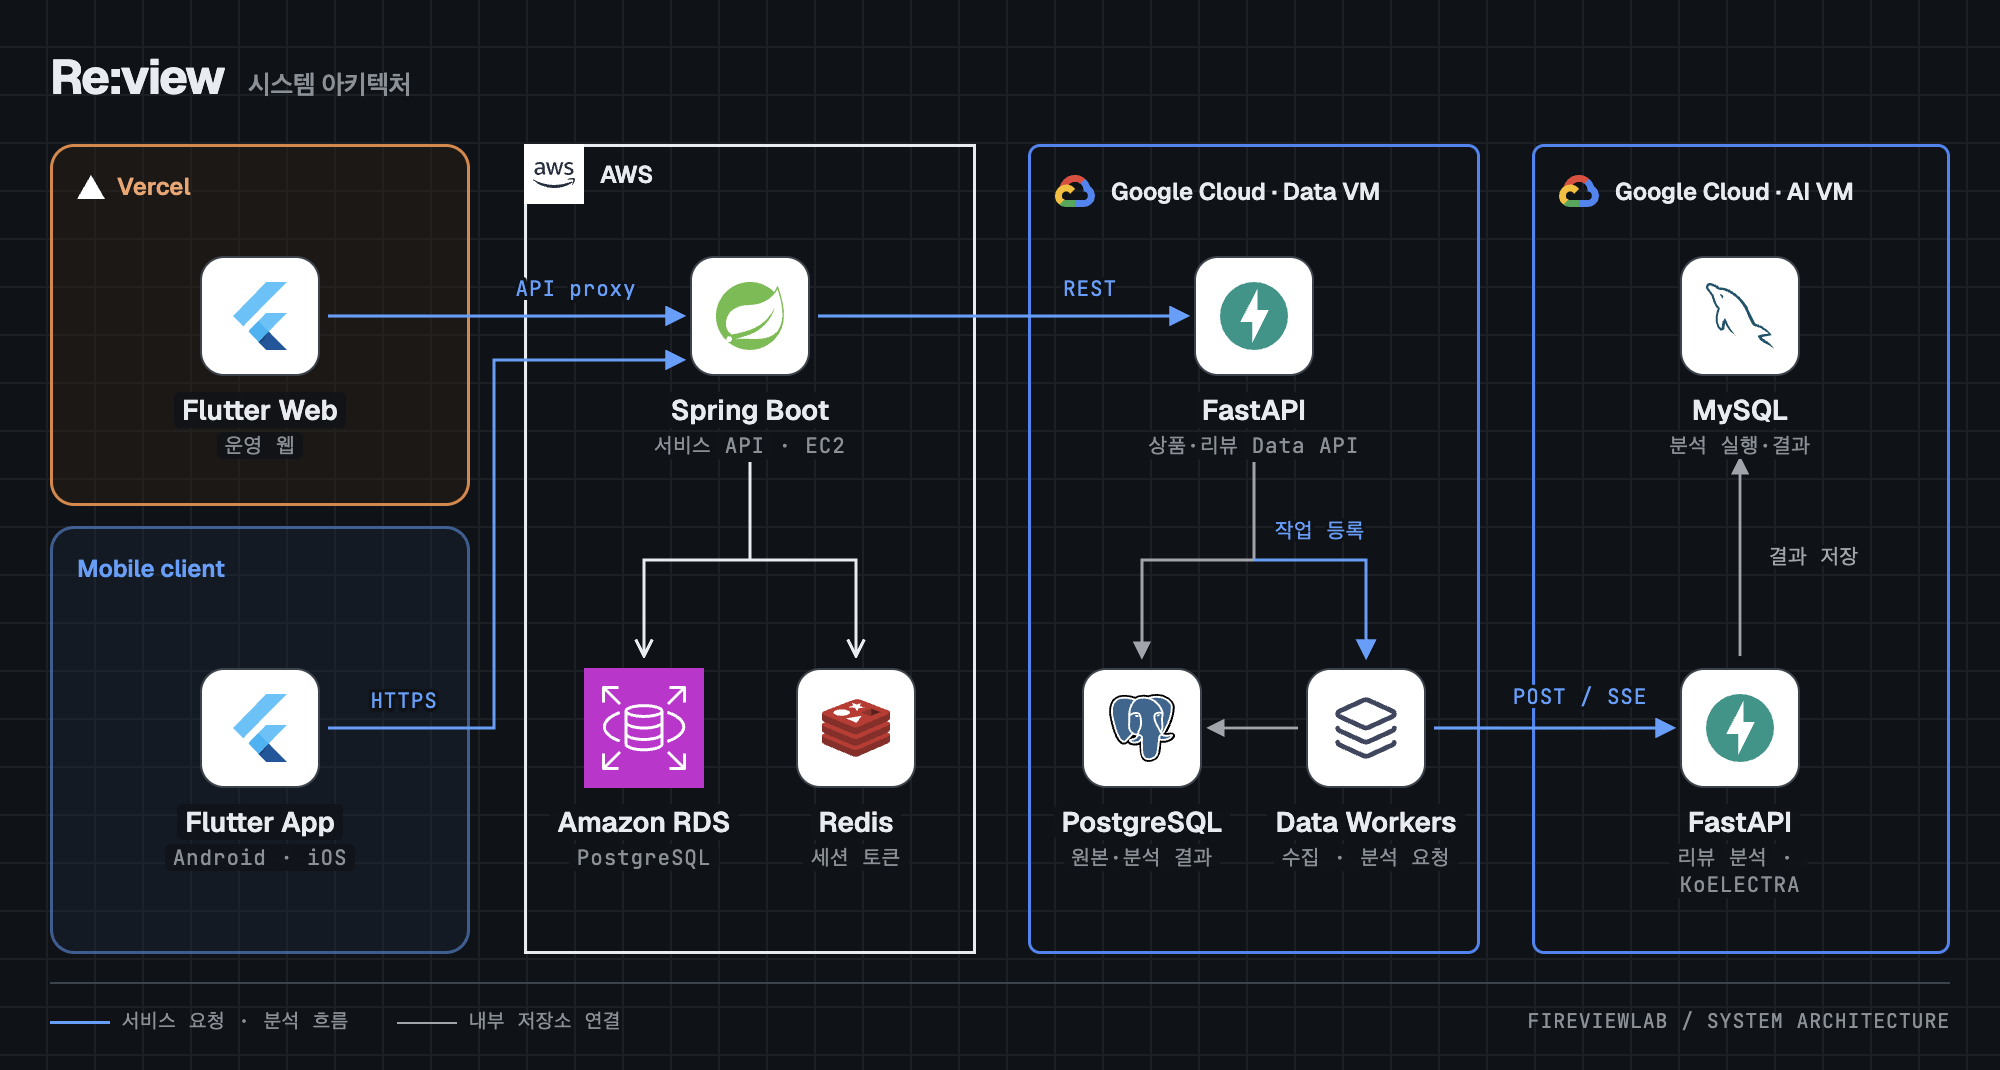 Re:view 시스템 아키텍처
Vercel
Flutter Web
운영 웹
Mobile client
Flutter App
Android · iOS
API proxy
HTTPS
aws AWS
Spring Boot
서비스 API · EC2
Amazon RDS
PostgreSQL
Redis
세션 토큰
REST
Google Cloud · Data VM
FastAPI
상품·리뷰 Data API
작업 등록
PostgreSQL
원본·분석 결과
Data Workers
수집 · 분석 요청
POST / SSE
Google Cloud · AI VM
MySQL
분석 실행·결과
결과 저장
FastAPI
리뷰 분석 ·
KoELECTRA
서비스 요청 · 분석 흐름
내부 저장소 연결
FIREVIEWLAB / SYSTEM ARCHITECTURE